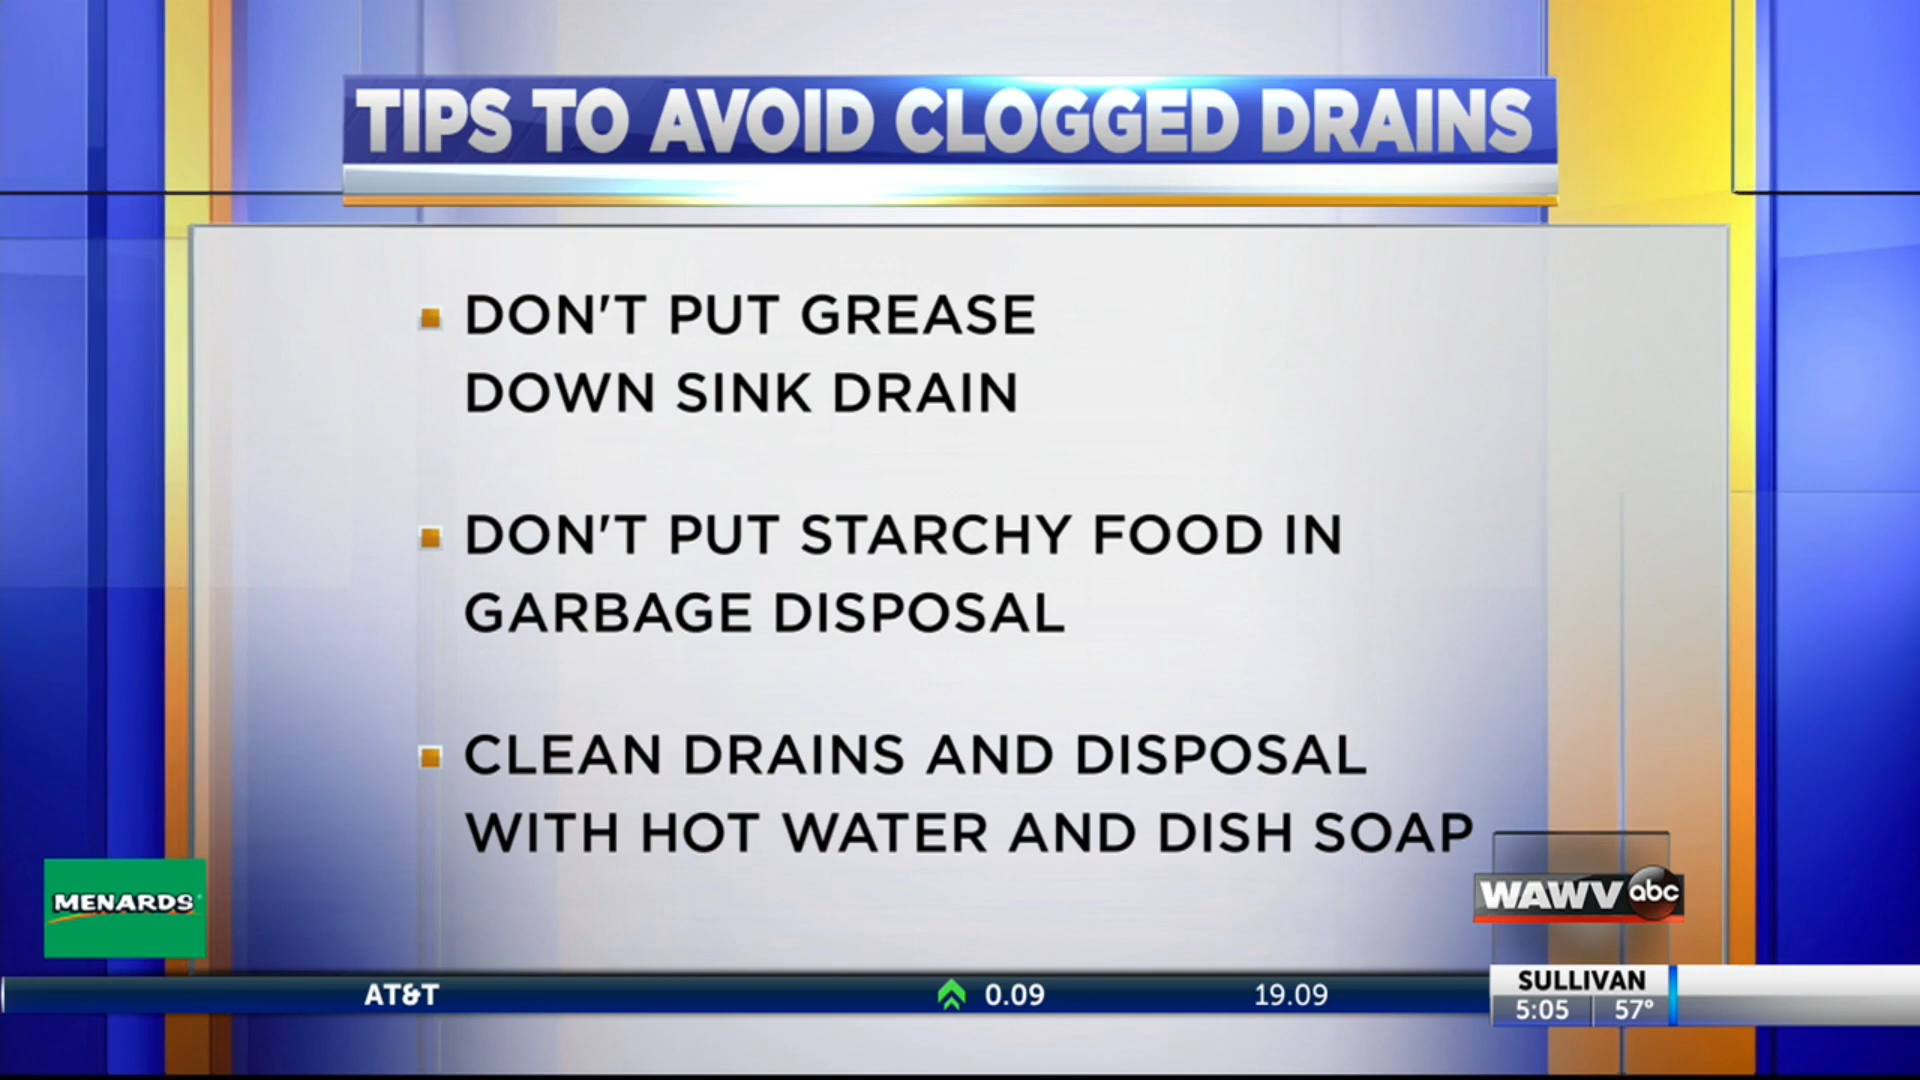 TIPS TO AVOID CLOGGED DRAINS
DON'T PUT GREASE
DOWN SINK DRAIN
DON'T PUT STARCHY FOOD IN
GARBAGE DISPOSAL
CLEAN DRAINS AND DISPOSAL
WITH HOT WATER AND DISH SOAP
MENARDS
WAWV abc
AT&T 0.09 19.09
SULLIVAN
5:05 57°